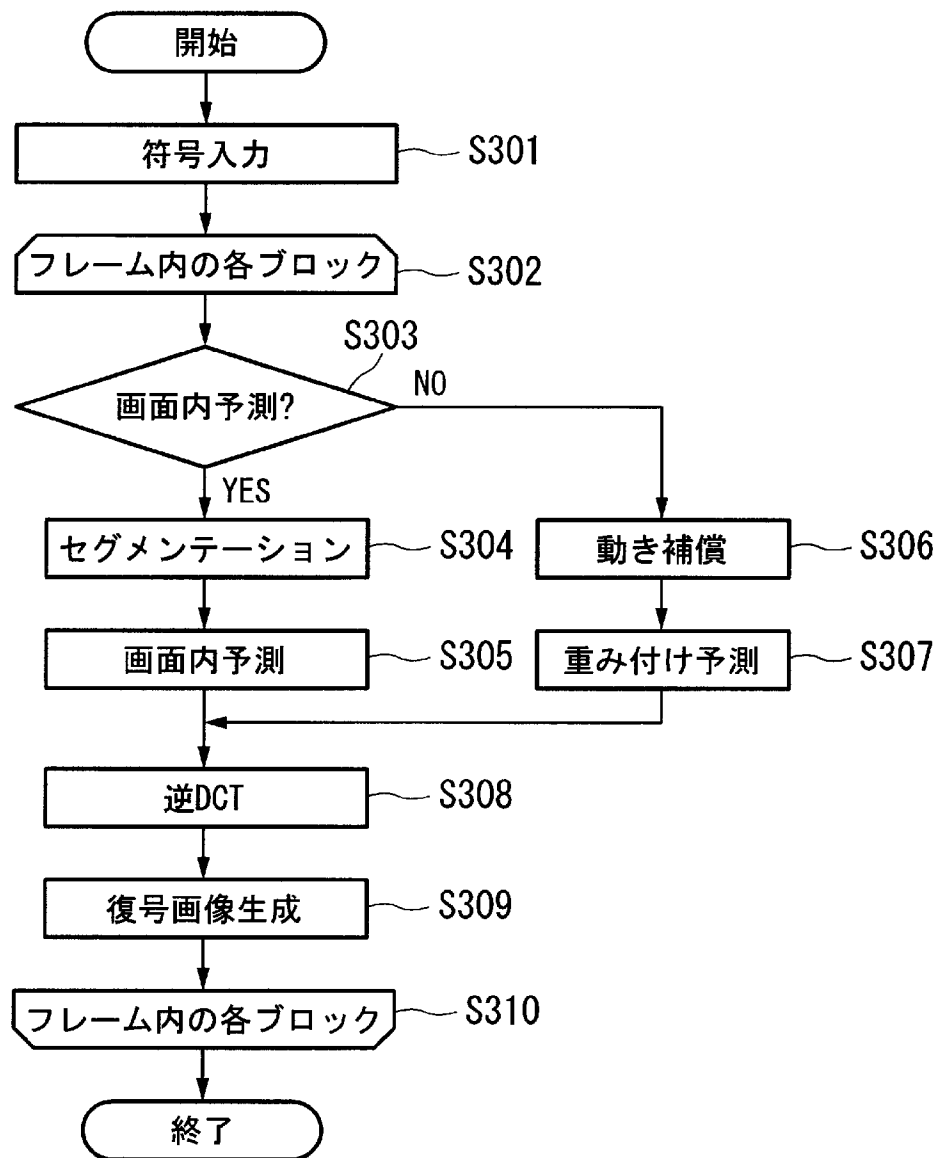 開始
符号入力
S301
フレーム内の各ブロック
S302
S303
画面内予測?
NO
YES
セグメンテーション
S304
動き補償
S306
画面内予測
S305
重み付け予測
S307
逆DCT
S308
復号画像生成
S309
フレーム内の各ブロック
S310
終了